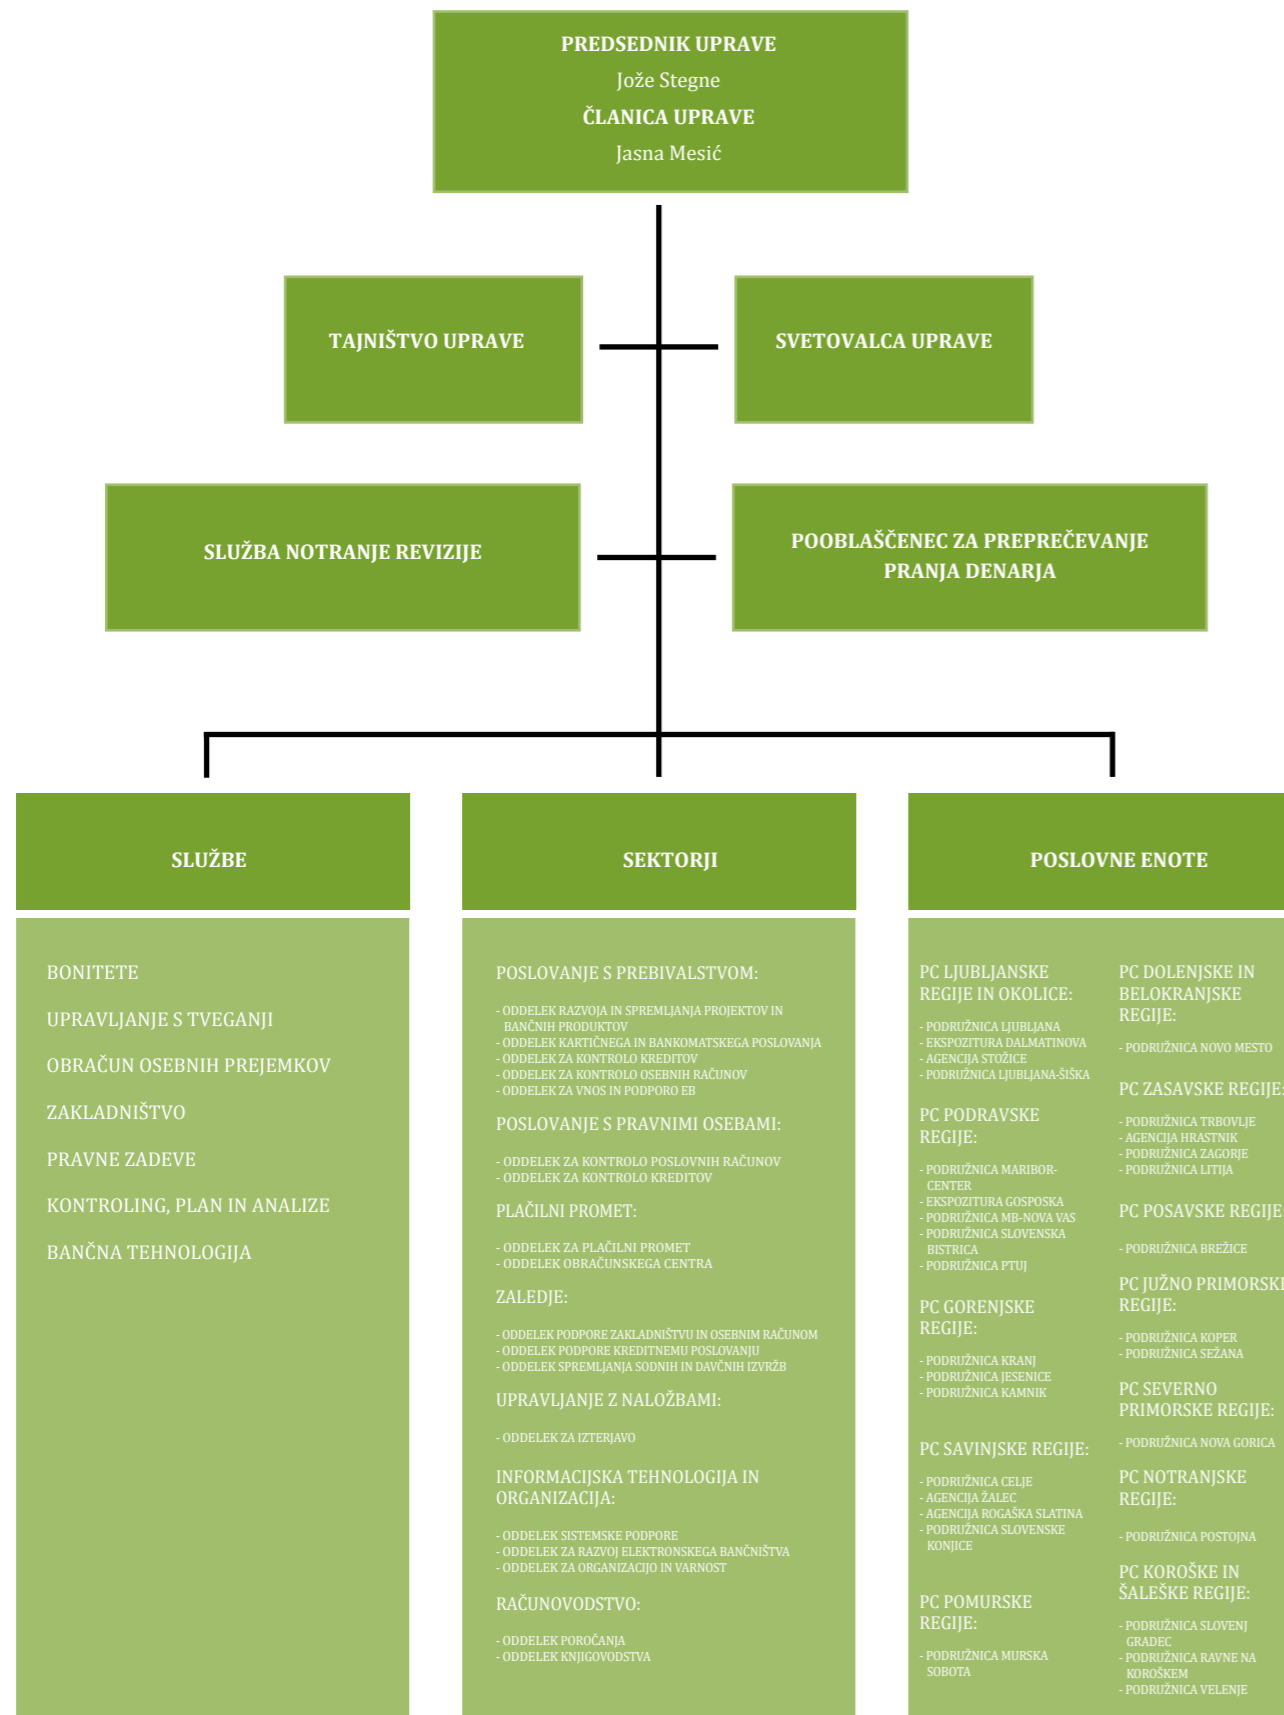 PREDSEDNIK UPRAVE
Jože Stegne
ČLANICA UPRAVE
Jasna Mesić
TAJNIŠTVO UPRAVE
SVETOVALCA UPRAVE
SLUŽBA NOTRANJE REVIZIJE
POOBLAŠČENEC ZA PREPREČEVANJE
PRANJA DENARJA
SLUŽBE
BONITETE
UPRAVLJANJE S TVEGANJI
OBRAČUN OSEBNIH PREJEMKOV
ZAKLADNIŠTVO
PRAVNE ZADEVE
KONTROLING, PLAN IN ANALIZE
BANČNA TEHNOLOGIJA
SEKTORJI
POSLOVANJE S PREBIVALSTVOM:
- ODDELEK RAZVOJA IN SPREMLJANJA PROJEKTOV IN
BANČNIH PRODUKTOV
- ODDELEK KARTIČNEGA IN BANKOMATSKEGA POSLOVANJA
- ODDELEK ZA KONTROLO KREDITOV
- ODDELEK ZA KONTROLO OSEBNIH RAČUNOV
- ODDELEK ZA VNOS IN PODPORO EB
POSLOVANJE S PRAVNIMI OSEBAMI:
- ODDELEK ZA KONTROLO POSLOVNIH RAČUNOV
- ODDELEK ZA KONTROLO KREDITOV
PLAČILNI PROMET:
- ODDELEK ZA PLAČILNI PROMET
- ODDELEK OBRAČUNSKEGA CENTRA
ZALEDJE:
- ODDELEK PODPORE ZAKLADNIŠTVU IN OSEBNIM RAČUNOM
- ODDELEK PODPORE KREDITNEMU POSLOVANJU
- ODDELEK SPREMLJANJA SODNIH IN DAVČNIH IZVRŽB
UPRAVLJANJE Z NALOŽBAMI:
- ODDELEK ZA IZTERJAVO
INFORMACIJSKA TEHNOLOGIJA IN
ORGANIZACIJA:
- ODDELEK SISTEMSKE PODPORE
- ODDELEK ZA RAZVOJ ELEKTRONSKEGA BANČNIŠTVA
- ODDELEK ZA ORGANIZACIJO IN VARNOST
RAČUNOVODSTVO:
- ODDELEK POROČANJA
- ODDELEK KNJIGOVODSTVA
POSLOVNE ENOTE
PC LJUBLJANSKE
REGIJE IN OKOLICE:
- PODRUŽNICA LJUBLJANA
- EKSPOZITURA DALMATINOVA
- AGENCIJA STOŽICE
- PODRUŽNICA LJUBLJANA-ŠIŠKA
PC PODRAVSKE
REGIJE:
- PODRUŽNICA MARIBOR-
CENTER
- EKSPOZITURA GOSPOSKA
- PODRUŽNICA MB-NOVA VAS
- PODRUŽNICA SLOVENSKA
BISTRICA
- PODRUŽNICA PTUJ
PC GORENJSKE
REGIJE:
- PODRUŽNICA KRANJ
- PODRUŽNICA JESENICE
- PODRUŽNICA KAMNIK
PC SAVINJSKE REGIJE:
- PODRUŽNICA CELJE
- AGENCIJA ŽALEC
- AGENCIJA ROGAŠKA SLATINA
- PODRUŽNICA SLOVENSKE
KONJICE
PC POMURSKE
REGIJE:
- PODRUŽNICA MURSKA
SOBOTA
PC DOLENJSKE IN
BELOKRANJSKE
REGIJE:
- PODRUŽNICA NOVO MESTO
PC ZASAVSKE REGIJE:
- PODRUŽNICA TRBOVLJE
- AGENCIJA HRASTNIK
- PODRUŽNICA ZAGORJE
- PODRUŽNICA LITIJA
PC POSAVSKE REGIJE:
- PODRUŽNICA BREŽICE
PC JUŽNO PRIMORSKE
REGIJE:
- PODRUŽNICA KOPER
- PODRUŽNICA SEŽANA
PC SEVERNO
PRIMORSKE REGIJE:
- PODRUŽNICA NOVA GORICA
PC NOTRANJSKE
REGIJE:
- PODRUŽNICA POSTOJNA
PC KOROŠKE IN
ŠALEŠKE REGIJE:
- PODRUŽNICA SLOVENJ
GRADEC
- PODRUŽNICA RAVNE NA
KOROŠKEM
- PODRUŽNICA VELENJE